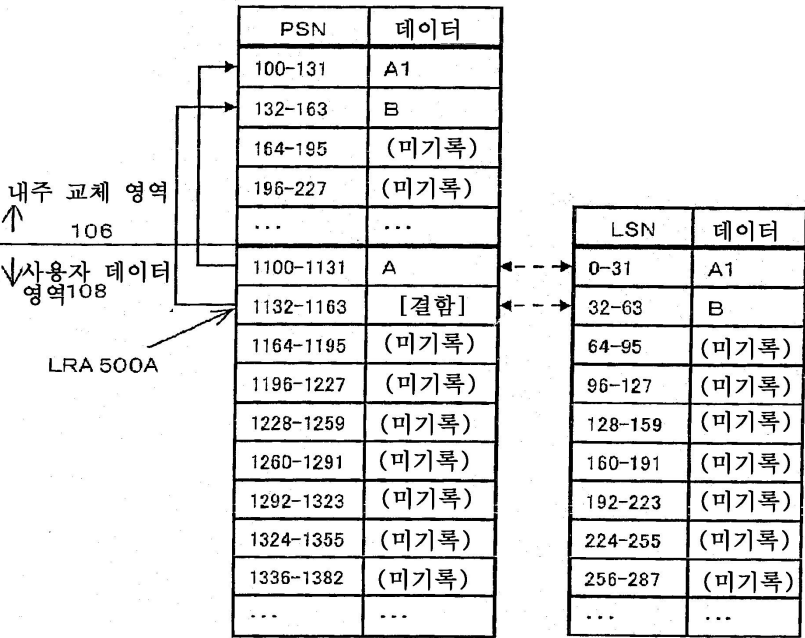 PSN 데이터
100-131 A1
132-163 B
164-195 (미기록)
196-227 (미기록)
... ...
1100-1131 A
1132-1163 [결함]
1164-1195 (미기록)
1196-1227 (미기록)
1228-1259 (미기록)
1260-1291 (미기록)
1292-1323 (미기록)
1324-1355 (미기록)
1336-1382 (미기록)
... ...
내주 교체 영역
106
사용자 데이터
영역108
LRA 500A
LSN 데이터
0-31 A1
32-63 B
64-95 (미기록)
96-127 (미기록)
128-159 (미기록)
160-191 (미기록)
192-223 (미기록)
224-255 (미기록)
256-287 (미기록)
... ...